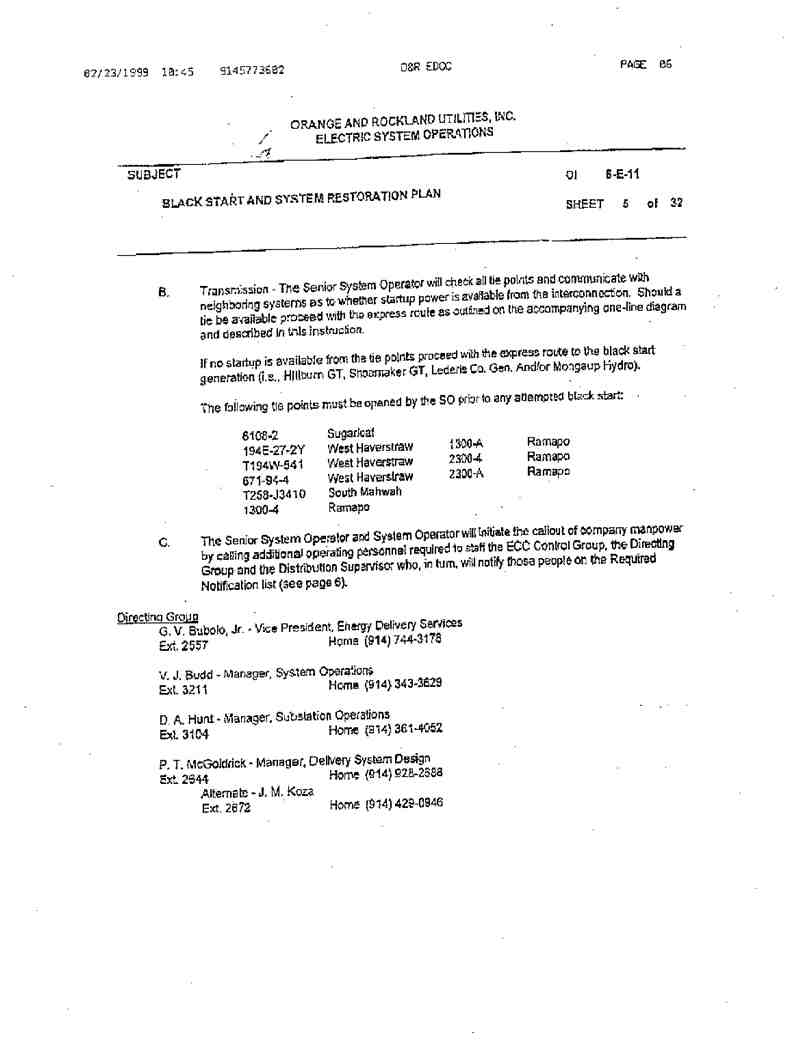 02/23/1999 10:45 9145773602 O&R EDOC PAGE 06
ORANGE AND ROCKLAND UTILITIES, INC.
ELECTRIC SYSTEM OPERATIONS
SUBJECT OI 6-E-11
BLACK START AND SYSTEM RESTORATION PLAN SHEET 5 of 32
B. Transmission - The Senior System Operator will check all tie points and communicate with
neighboring systems as to whether startup power is available from the interconnection. Should a
tie be available proceed with the express route as outlined on the accompanying one-line diagram
and described in this instruction.
If no startup is available from the tie points proceed with the express route to the black start
generation (i.s., Hillburn GT, Shoemaker GT, Lederle Co. Gen. And/or Mongaup Hydro).
The following tie points must be opened by the SO prior to any attempted black start:
6108-2 Sugarloaf
194E-27-2Y West Haverstraw 1300-A Ramapo
T194W-541 West Haverstraw 2300-4 Ramapo
671-94-4 West Haverstraw 2300-A Ramapo
T258-J3410 South Mahwah
1300-4 Ramapo
C. The Senior System Operator and System Operator will initiate the callout of company manpower
by calling additional operating personnel required to staff the ECC Control Group, the Directing
Group and the Distribution Supervisor who, in turn, will notify those people on the Required
Notification list (see page 6).
Directing Group
G. V. Bubolo, Jr. - Vice President, Energy Delivery Services
Ext. 2557 Home (914) 744-3178
V. J. Budd - Manager, System Operations
Ext. 3211 Home (914) 343-3629
D. A. Hunt - Manager, Substation Operations
Ext. 3104 Home (914) 361-4052
P. T. McGoldrick - Manager, Delivery System Design
Ext. 2644 Home (914) 928-2688
Alternate - J. M. Koza
Ext. 2672 Home (914) 429-0946